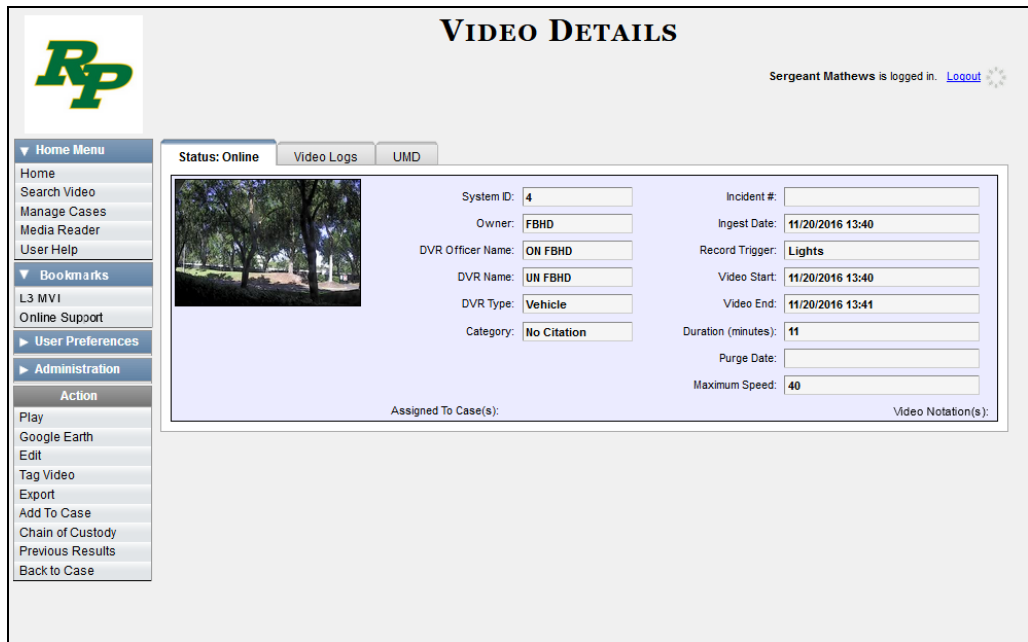 RP
VIDEO DETAILS
Sergeant Mathews is logged in. Logout
Home Menu
Home
Search Video
Manage Cases
Media Reader
User Help
Bookmarks
L3 MVI
Online Support
User Preferences
Administration
Action
Play
Google Earth
Edit
Tag Video
Export
Add To Case
Chain of Custody
Previous Results
Back to Case
Status: Online
Video Logs
UMD
System ID: 4
Owner: FBHD
DVR Officer Name: ON FBHD
DVR Name: UN FBHD
DVR Type: Vehicle
Category: No Citation
Incident #:
Ingest Date: 11/20/2016 13:40
Record Trigger: Lights
Video Start: 11/20/2016 13:40
Video End: 11/20/2016 13:41
Duration (minutes): 11
Purge Date:
Maximum Speed: 40
Assigned To Case(s):
Video Notation(s):